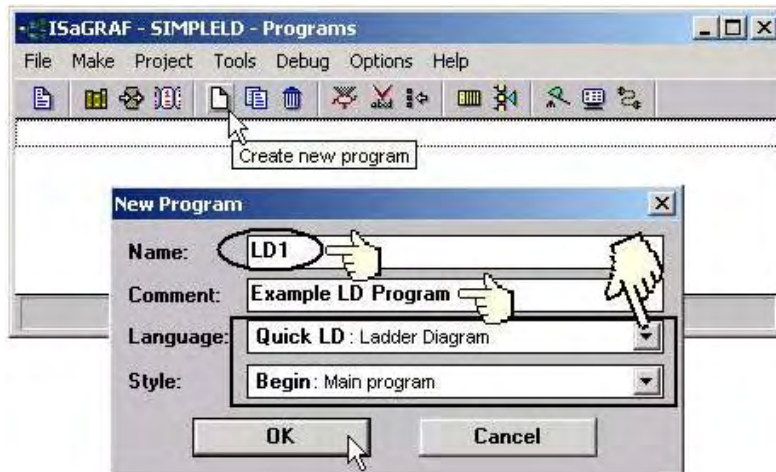 ISaGRAF - SIMPLELD - Programs
File Make Project Tools Debug Options Help
Create new program
New Program
Name: LD1
Comment: Example LD Program
Language: Quick LD : Ladder Diagram
Style: Begin : Main program
OK Cancel